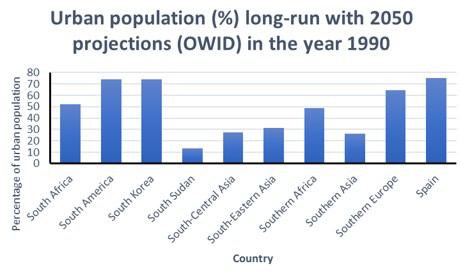 Urban population (%) long-run with 2050
projections (OWID) in the year 1990
Percentage of urban population
80
70
60
50
40
30
20
10
0
South Africa
South America
South Korea
South Sudan
South-Central Asia
South-Eastern Asia
Southern Africa
Southern Asia
Southern Europe
Spain
Country